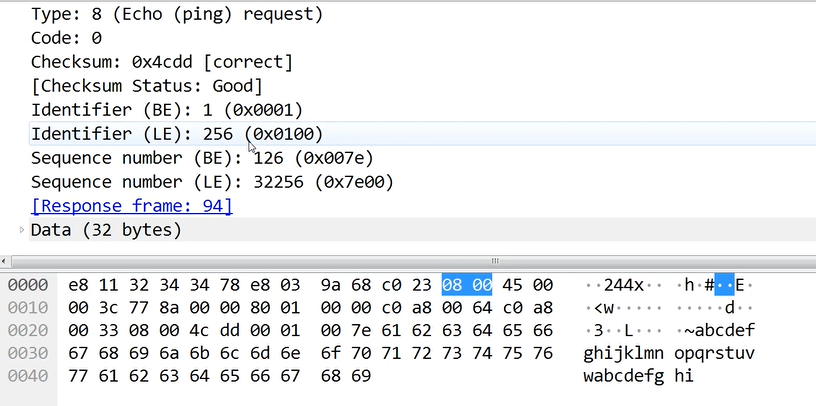 Type: 8 (Echo (ping) request)
Code: 0
Checksum: 0x4cdd [correct]
[Checksum Status: Good]
Identifier (BE): 1 (0x0001)
Identifier (LE): 256 (0x0100)
Sequence number (BE): 126 (0x007e)
Sequence number (LE): 32256 (0x7e00)
[Response frame: 94]
Data (32 bytes)
0000 e8 11 32 34 34 78 e8 03 9a 68 c0 23 08 00 45 00 ··244x·· ·h·#··E·
0010 00 3c 77 8a 00 00 80 01 00 00 c0 a8 00 64 c0 a8 ·<w····· ·····d··
0020 00 33 08 00 4c dd 00 01 00 7e 61 62 63 64 65 66 ·3··L··· ·~abcdef
0030 67 68 69 6a 6b 6c 6d 6e 6f 70 71 72 73 74 75 76 ghijklmn opqrstuv
0040 77 61 62 63 64 65 66 67 68 69 wabcdefg hi